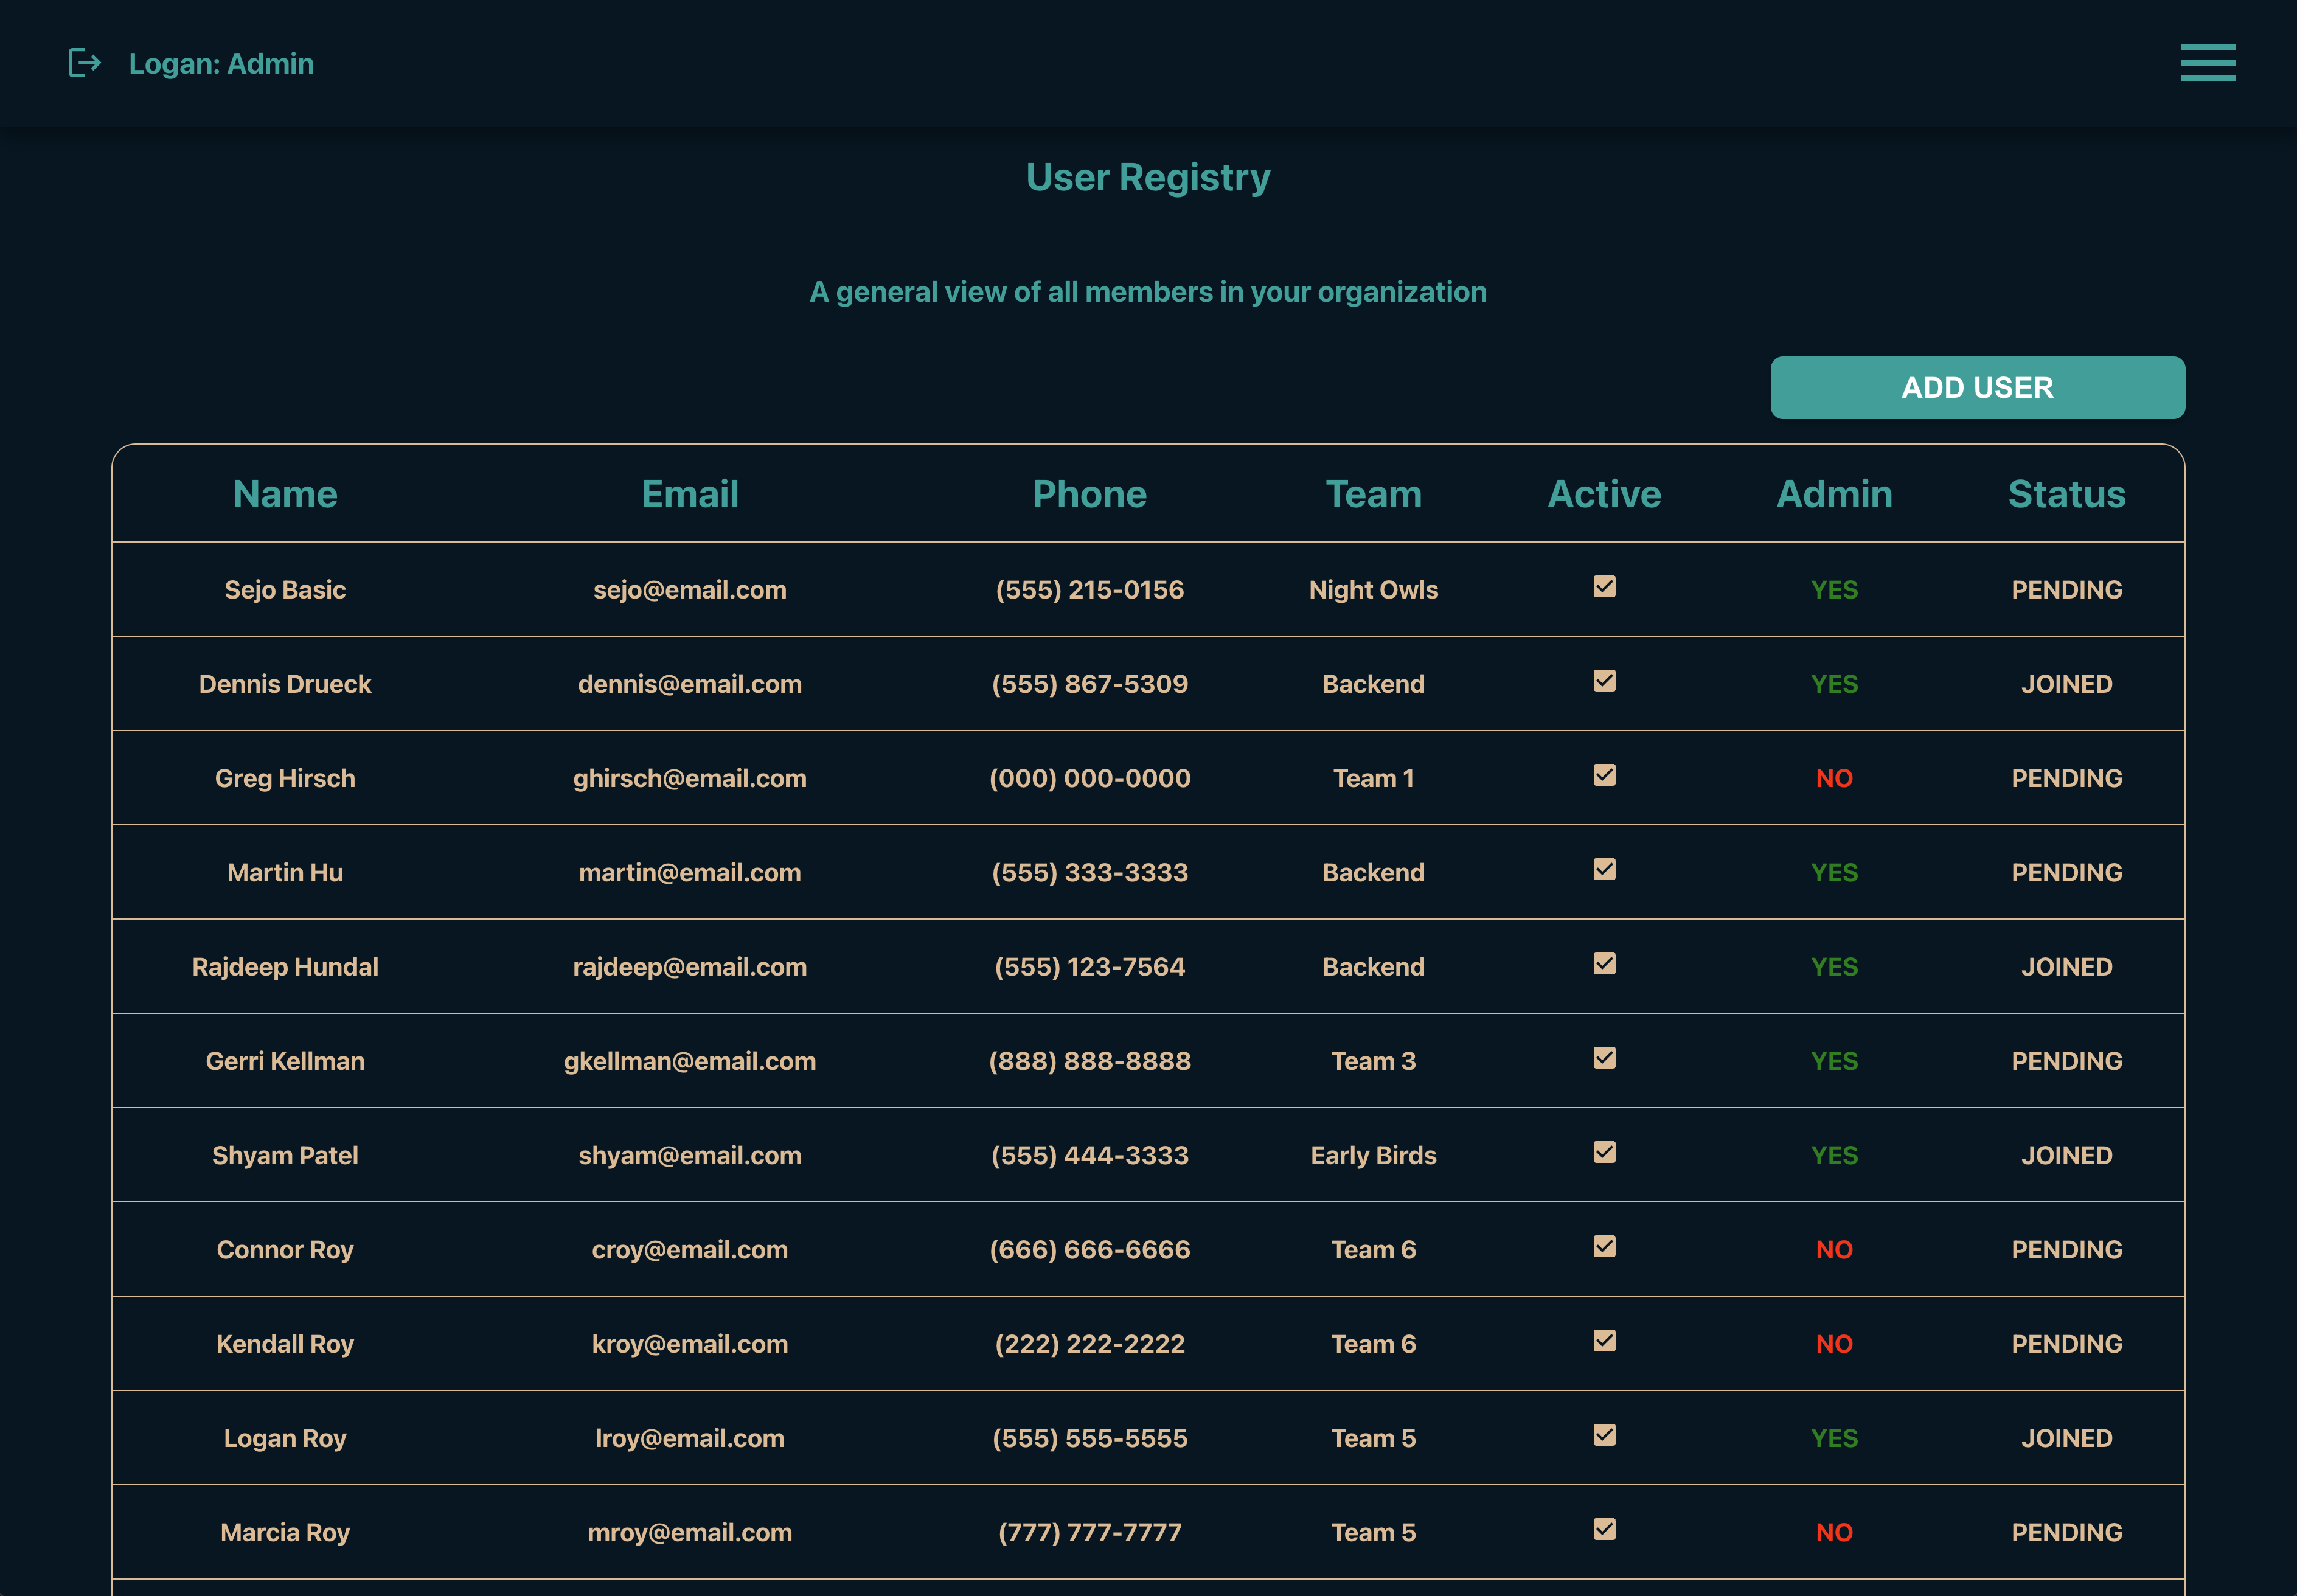 Logan: Admin
User Registry
A general view of all members in your organization
ADD USER
Name Email Phone Team Active Admin Status
Sejo Basic sejo@email.com (555) 215-0156 Night Owls YES PENDING
Dennis Drueck dennis@email.com (555) 867-5309 Backend YES JOINED
Greg Hirsch ghirsch@email.com (000) 000-0000 Team 1 NO PENDING
Martin Hu martin@email.com (555) 333-3333 Backend YES PENDING
Rajdeep Hundal rajdeep@email.com (555) 123-7564 Backend YES JOINED
Gerri Kellman gkellman@email.com (888) 888-8888 Team 3 YES PENDING
Shyam Patel shyam@email.com (555) 444-3333 Early Birds YES JOINED
Connor Roy croy@email.com (666) 666-6666 Team 6 NO PENDING
Kendall Roy kroy@email.com (222) 222-2222 Team 6 NO PENDING
Logan Roy lroy@email.com (555) 555-5555 Team 5 YES JOINED
Marcia Roy mroy@email.com (777) 777-7777 Team 5 NO PENDING